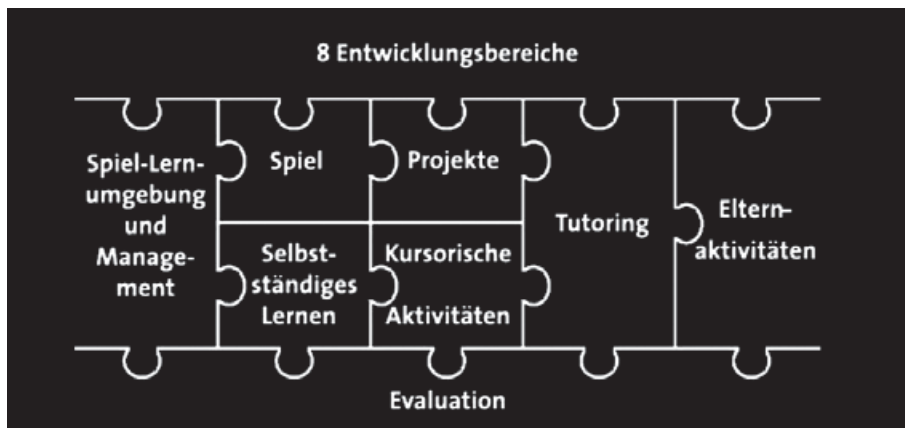 8 Entwicklungsbereiche
Spiel-Lern-
umgebung
und
Manage-
ment
Spiel
Projekte
Selbst-
ständiges
Lernen
Kursorische
Aktivitäten
Tutoring
Eltern-
aktivitäten
Evaluation